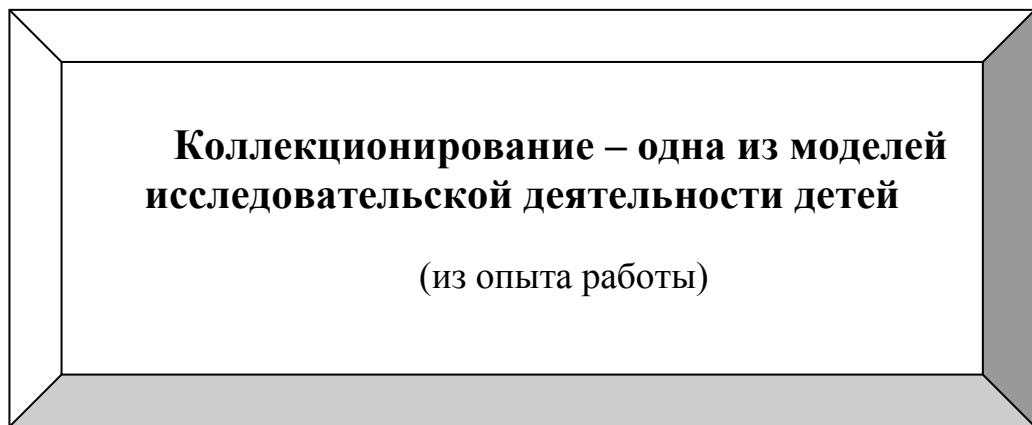 Коллекционирование – одна из моделей
исследовательской деятельности детей
(из опыта работы)